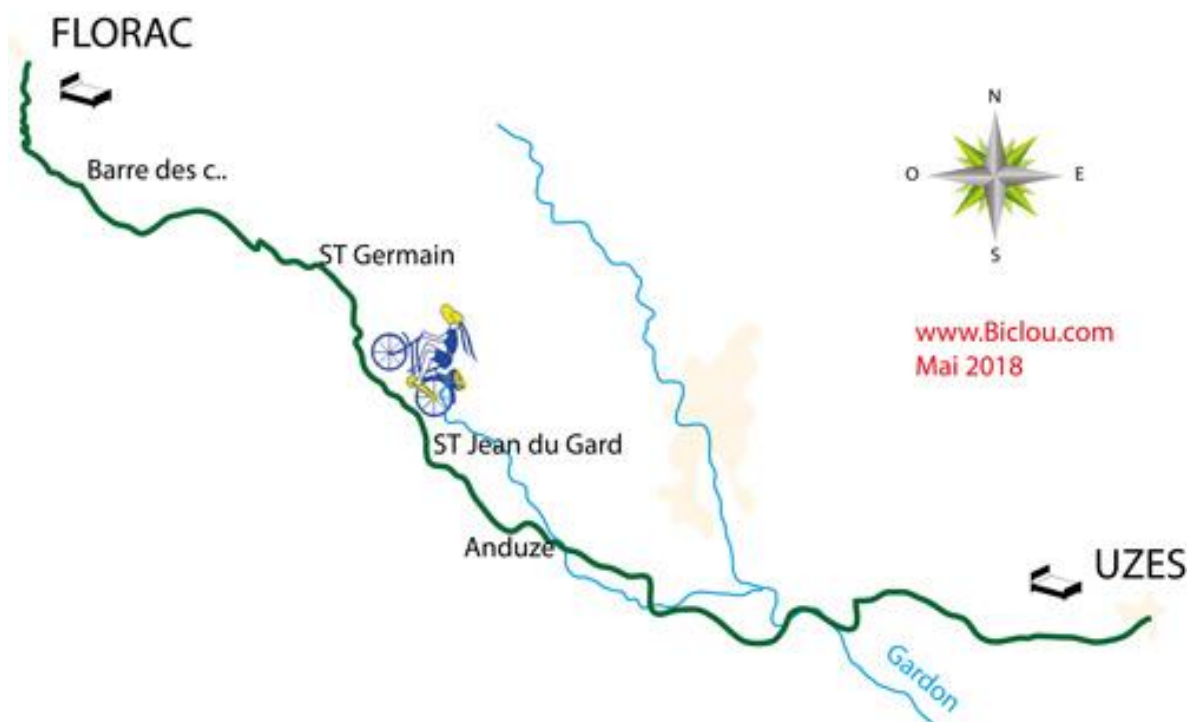 FLORAC
Barre des c..
ST Germain
ST Jean du Gard
Anduze
UZES
Gardon
N
O
E
S
www.Biclou.com
Mai 2018